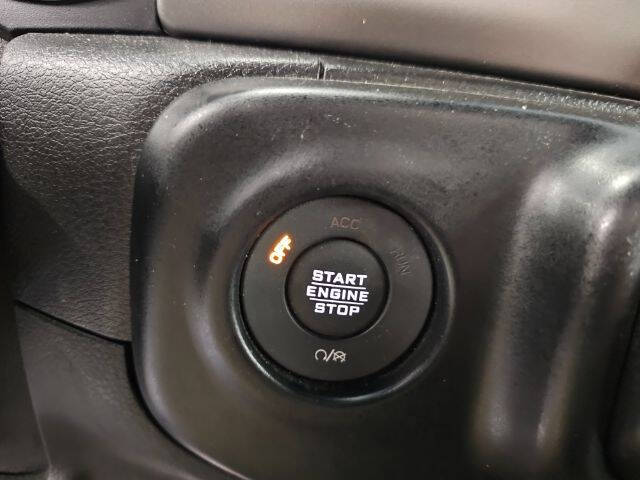 ACC
OFF
RUN
START
ENGINE
STOP